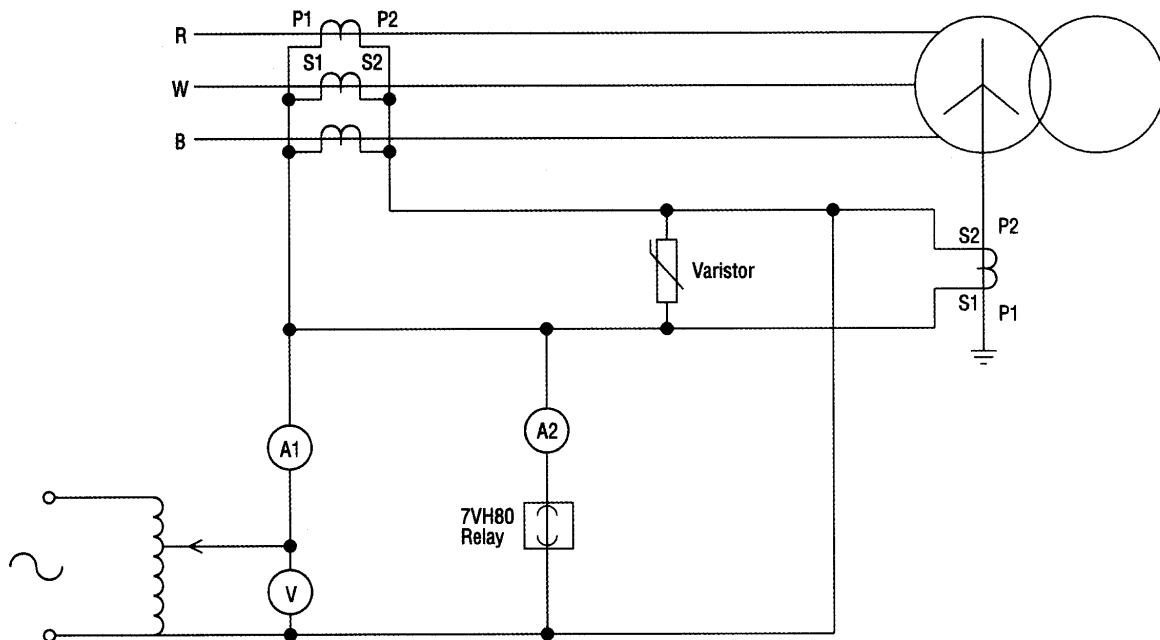 P1 P2
R
S1 S2
W
B
S2 P2
Varistor
S1 P1
A1
A2
7VH80
Relay
V